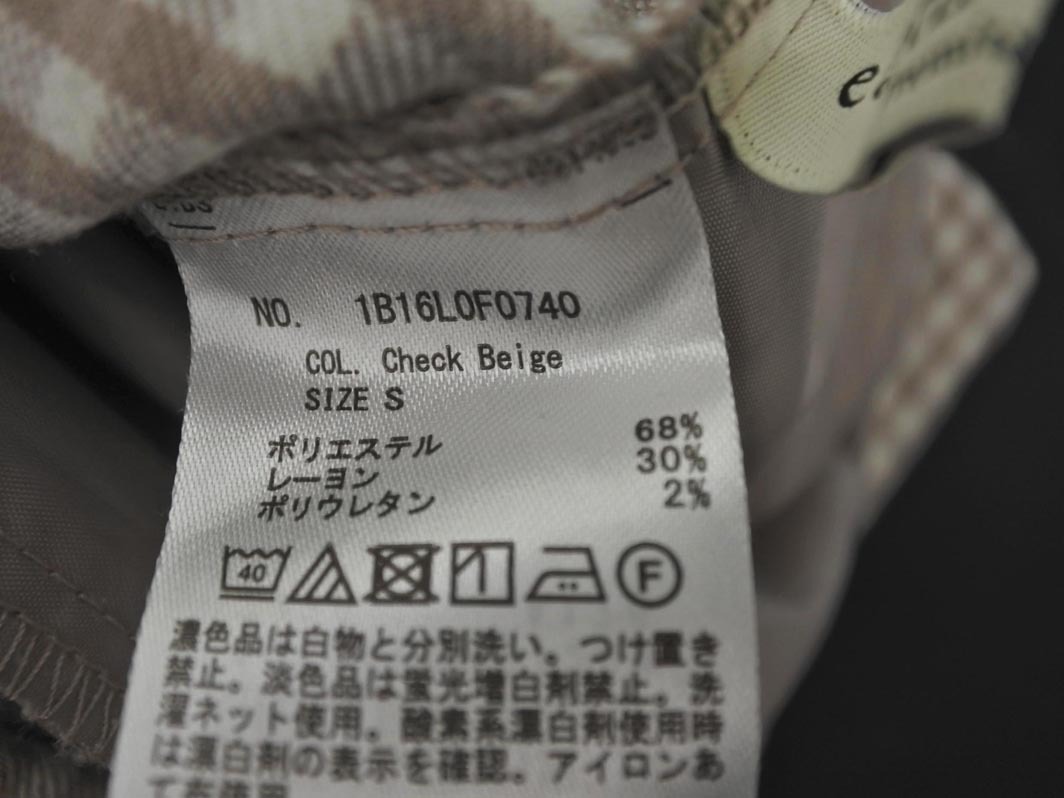 NO. 1B16L0F0740
COL. Check Beige
SIZE S
ポリエステル 68%
レーヨン 30%
ポリウレタン 2%
40 F
濃色品は白物と分別洗い。つけ置き
禁止。淡色品は蛍光増白剤禁止。洗
濯ネット使用。酸素系漂白剤使用時
は漂白剤の表示を確認。アイロンあ
て布使用